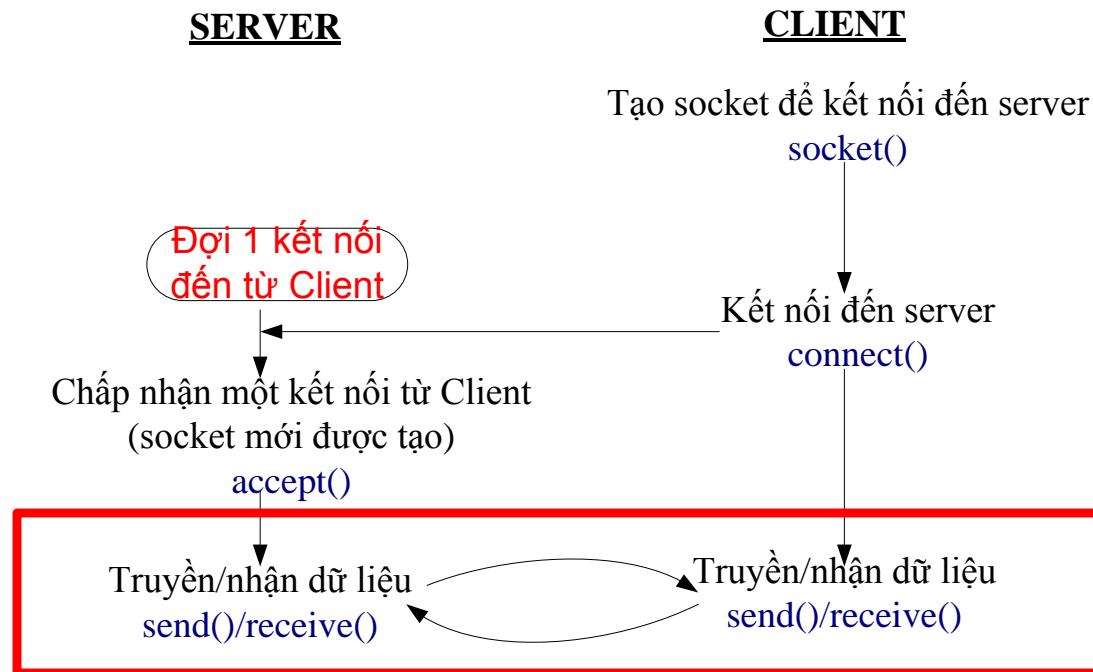 SERVER
CLIENT
Tạo socket để kết nối đến server
socket()
Đợi 1 kết nối
đến từ Client
Kết nối đến server
connect()
Chấp nhận một kết nối từ Client
(socket mới được tạo)
accept()
Truyền/nhận dữ liệu
send()/receive()
Truyền/nhận dữ liệu
send()/receive()